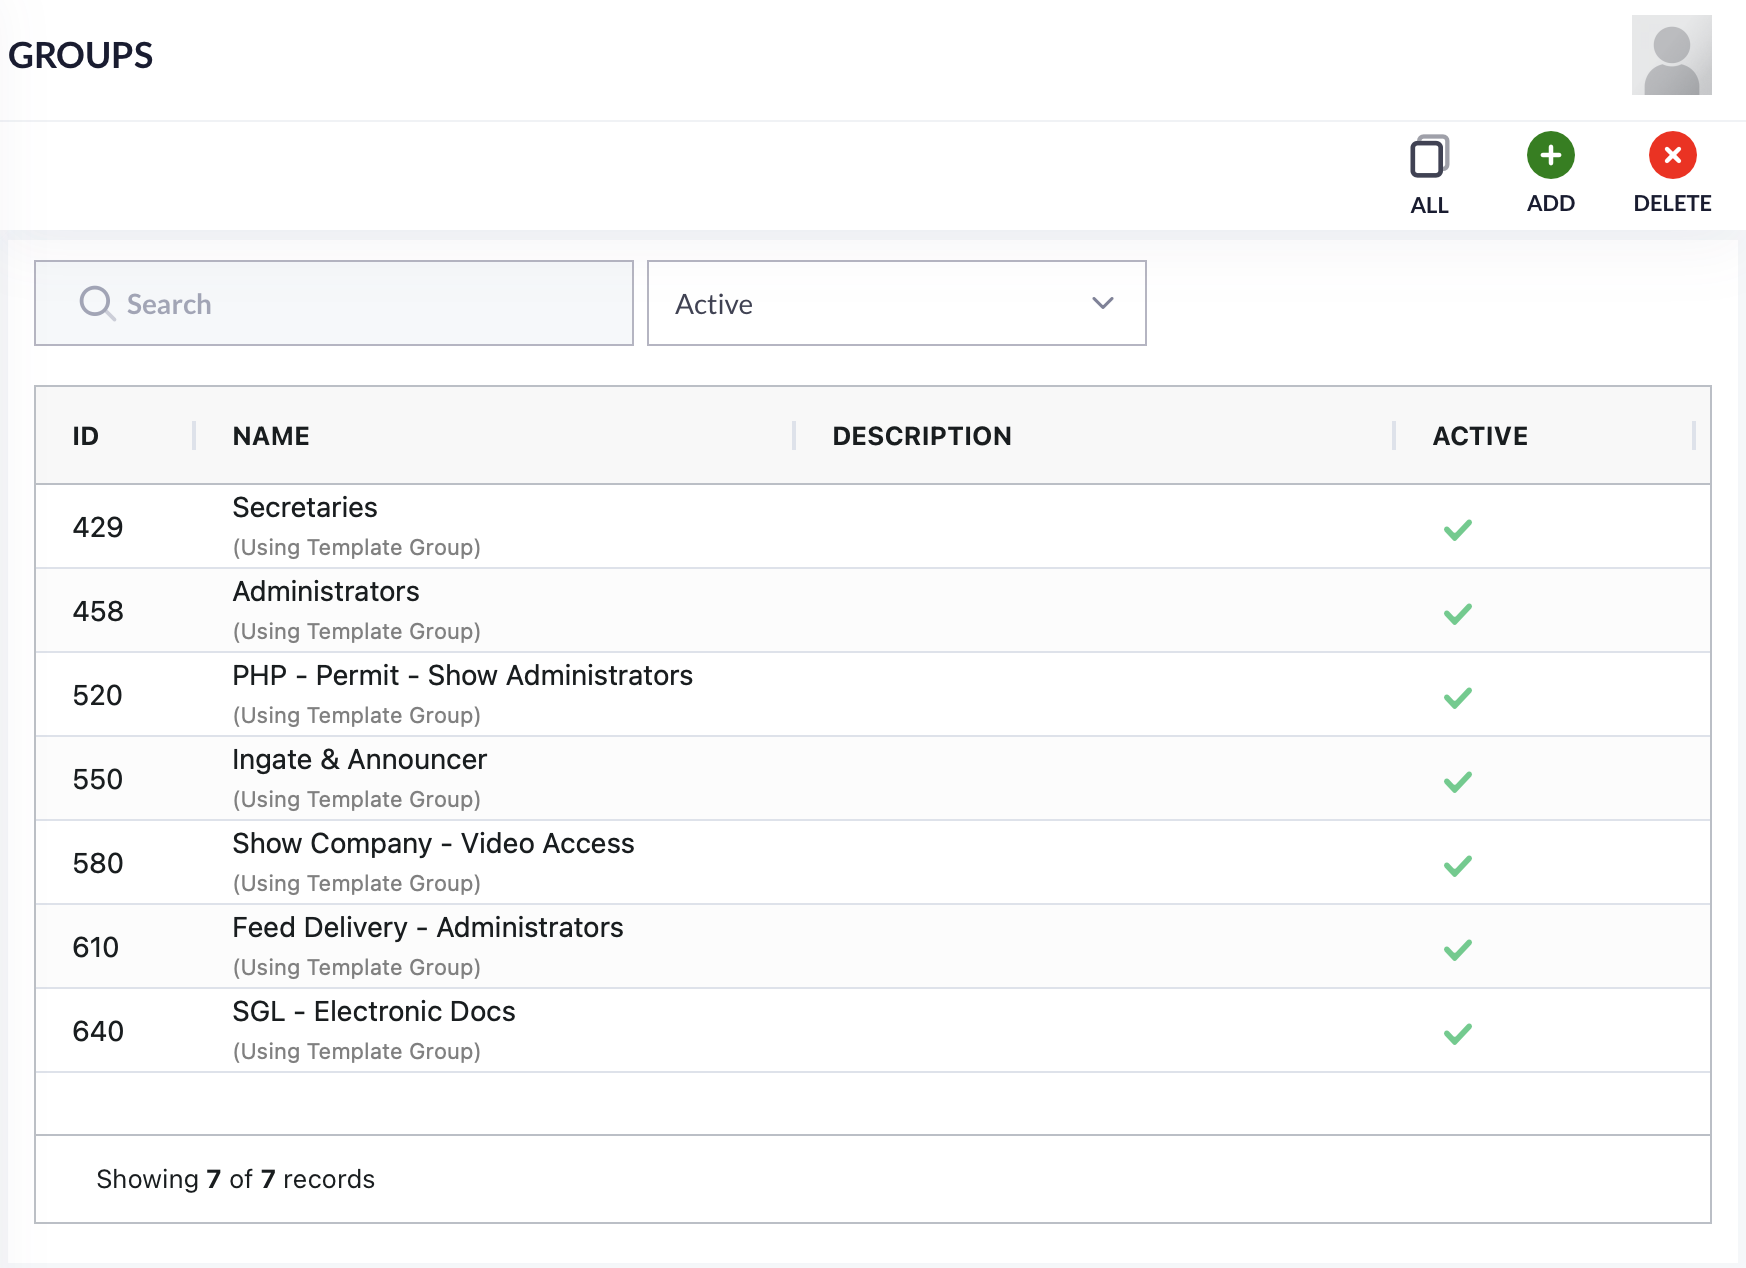 GROUPS
ALL
ADD
DELETE
Search
Active
ID NAME DESCRIPTION ACTIVE
429
Secretaries
(Using Template Group)
458
Administrators
(Using Template Group)
520
PHP - Permit - Show Administrators
(Using Template Group)
550
Ingate & Announcer
(Using Template Group)
580
Show Company - Video Access
(Using Template Group)
610
Feed Delivery - Administrators
(Using Template Group)
640
SGL - Electronic Docs
(Using Template Group)
Showing 7 of 7 records